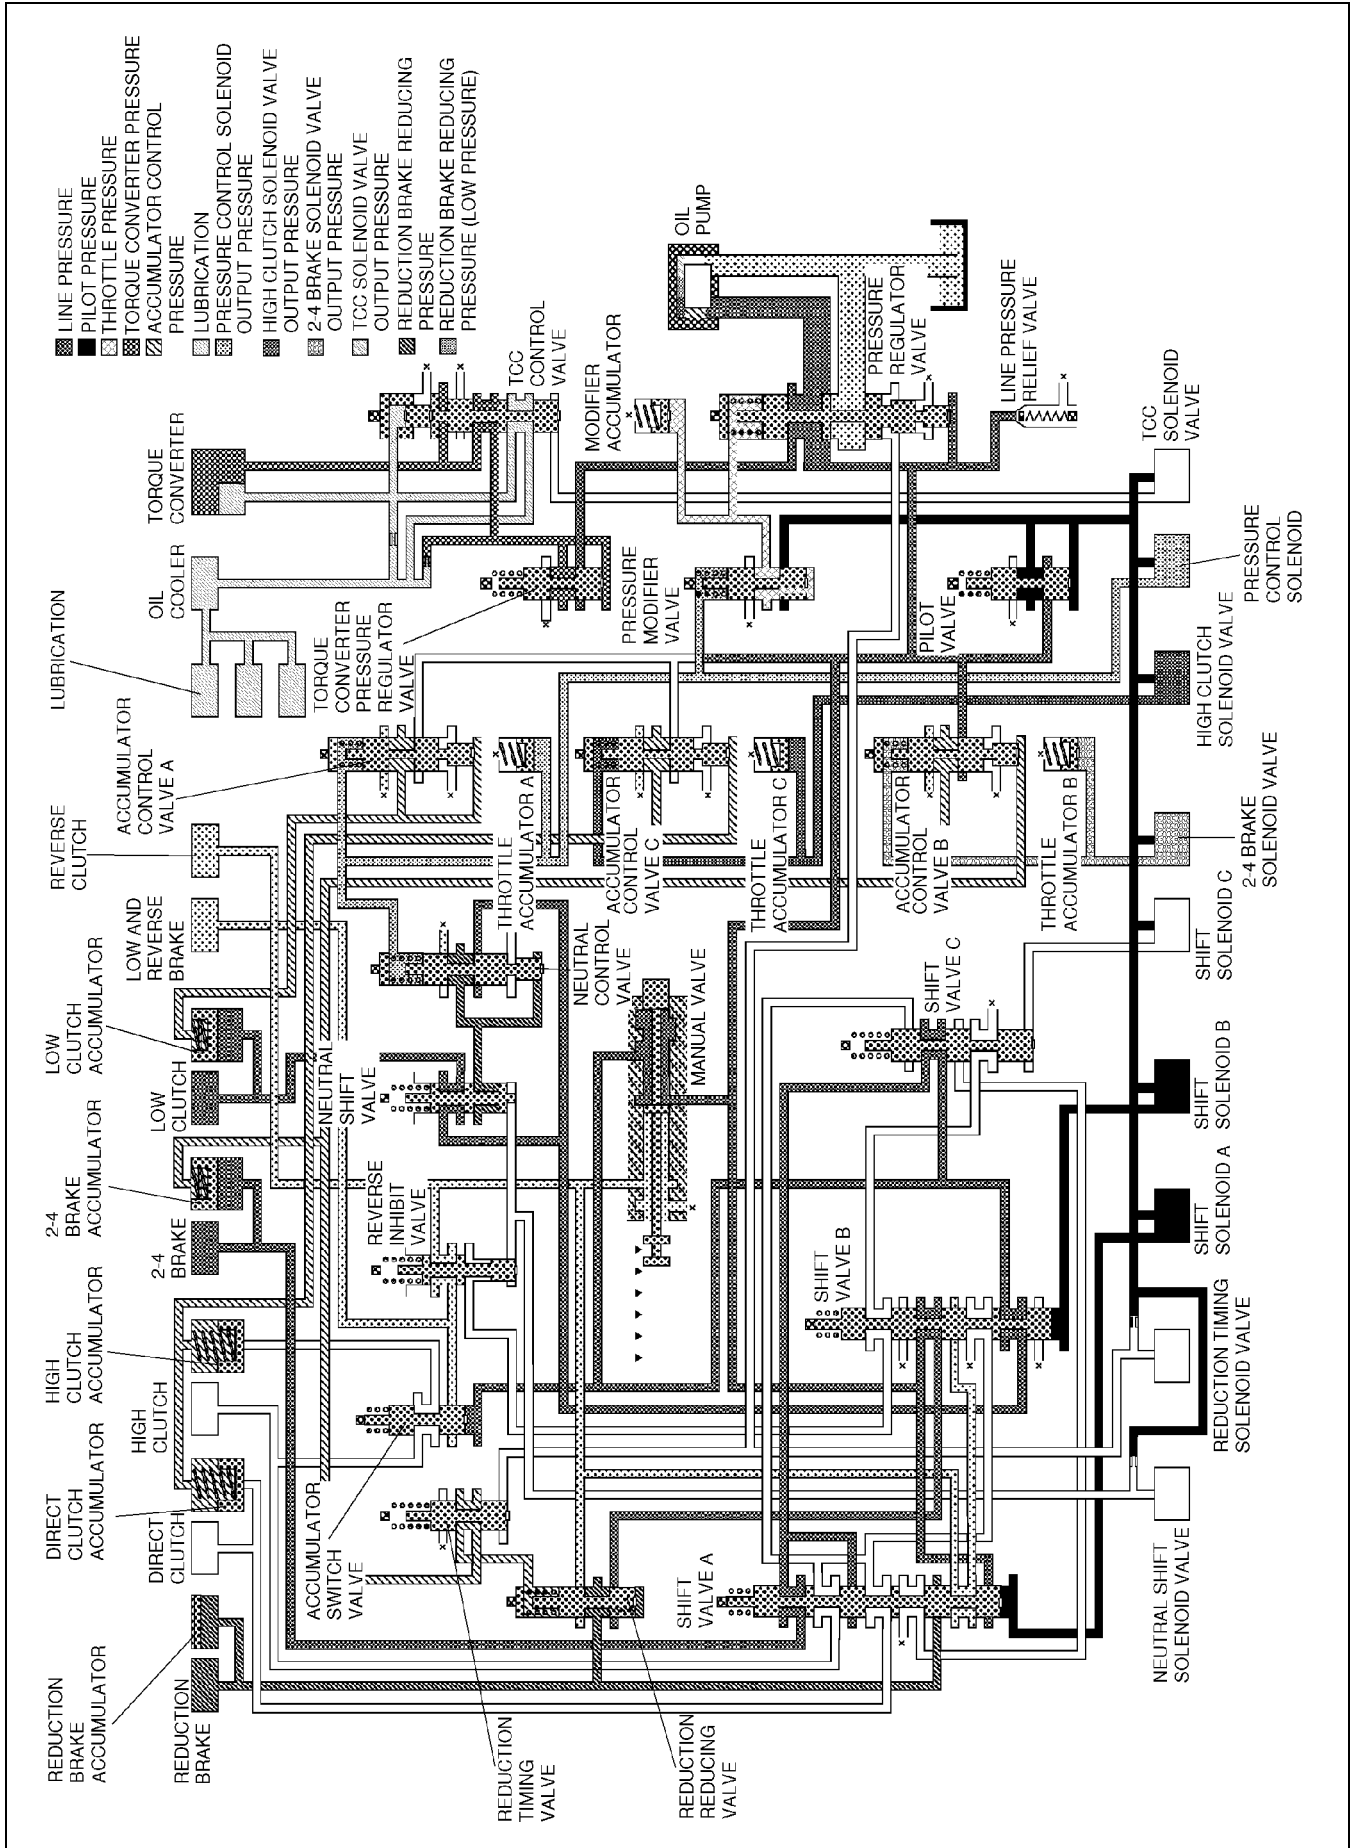 LINE PRESSURE
PILOT PRESSURE
THROTTLE PRESSURE
TORQUE CONVERTER PRESSURE
ACCUMULATOR CONTROL
PRESSURE
LUBRICATION
PRESSURE CONTROL SOLENOID
OUTPUT PRESSURE
HIGH CLUTCH SOLENOID VALVE
OUTPUT PRESSURE
2-4 BRAKE SOLENOID VALVE
OUTPUT PRESSURE
TCC SOLENOID VALVE
OUTPUT PRESSURE
REDUCTION BRAKE REDUCING
PRESSURE
REDUCTION BRAKE REDUCING
PRESSURE (LOW PRESSURE)
REDUCTION
BRAKE
ACCUMULATOR
REDUCTION
BRAKE
DIRECT
CLUTCH
ACCUMULATOR
DIRECT
CLUTCH
HIGH
CLUTCH
ACCUMULATOR
HIGH
CLUTCH
2-4
BRAKE
ACCUMULATOR
2-4
BRAKE
LOW
CLUTCH
ACCUMULATOR
LOW
CLUTCH
LOW AND
REVERSE
BRAKE
REVERSE
CLUTCH
ACCUMULATOR
CONTROL
VALVE A
LUBRICATION
OIL
COOLER
TORQUE
CONVERTER
TORQUE
CONVERTER
PRESSURE
REGULATOR
VALVE
TCC
CONTROL
VALVE
ACCUMULATOR
SWITCH
VALVE
REVERSE
INHIBIT
VALVE
NEUTRAL
SHIFT
VALVE
NEUTRAL
CONTROL
VALVE
THROTTLE
ACCUMULATOR A
ACCUMULATOR
CONTROL
VALVE C
THROTTLE
ACCUMULATOR C
PRESSURE
MODIFIER
VALVE
MODIFIER
ACCUMULATOR
OIL
PUMP
REDUCTION
TIMING
VALVE
REDUCTION
REDUCING
VALVE
SHIFT
VALVE A
MANUAL VALVE
SHIFT
VALVE B
SHIFT
VALVE C
ACCUMULATOR
CONTROL
VALVE B
THROTTLE
ACCUMULATOR B
PILOT
VALVE
PRESSURE
REGULATOR
VALVE
LINE PRESSURE
RELIEF VALVE
NEUTRAL SHIFT
SOLENOID VALVE
REDUCTION TIMING
SOLENOID VALVE
SHIFT
SOLENOID A
SHIFT
SOLENOID B
SHIFT
SOLENOID C
2-4 BRAKE
SOLENOID VALVE
HIGH CLUTCH
SOLENOID VALVE
PRESSURE
CONTROL
SOLENOID
TCC
SOLENOID
VALVE